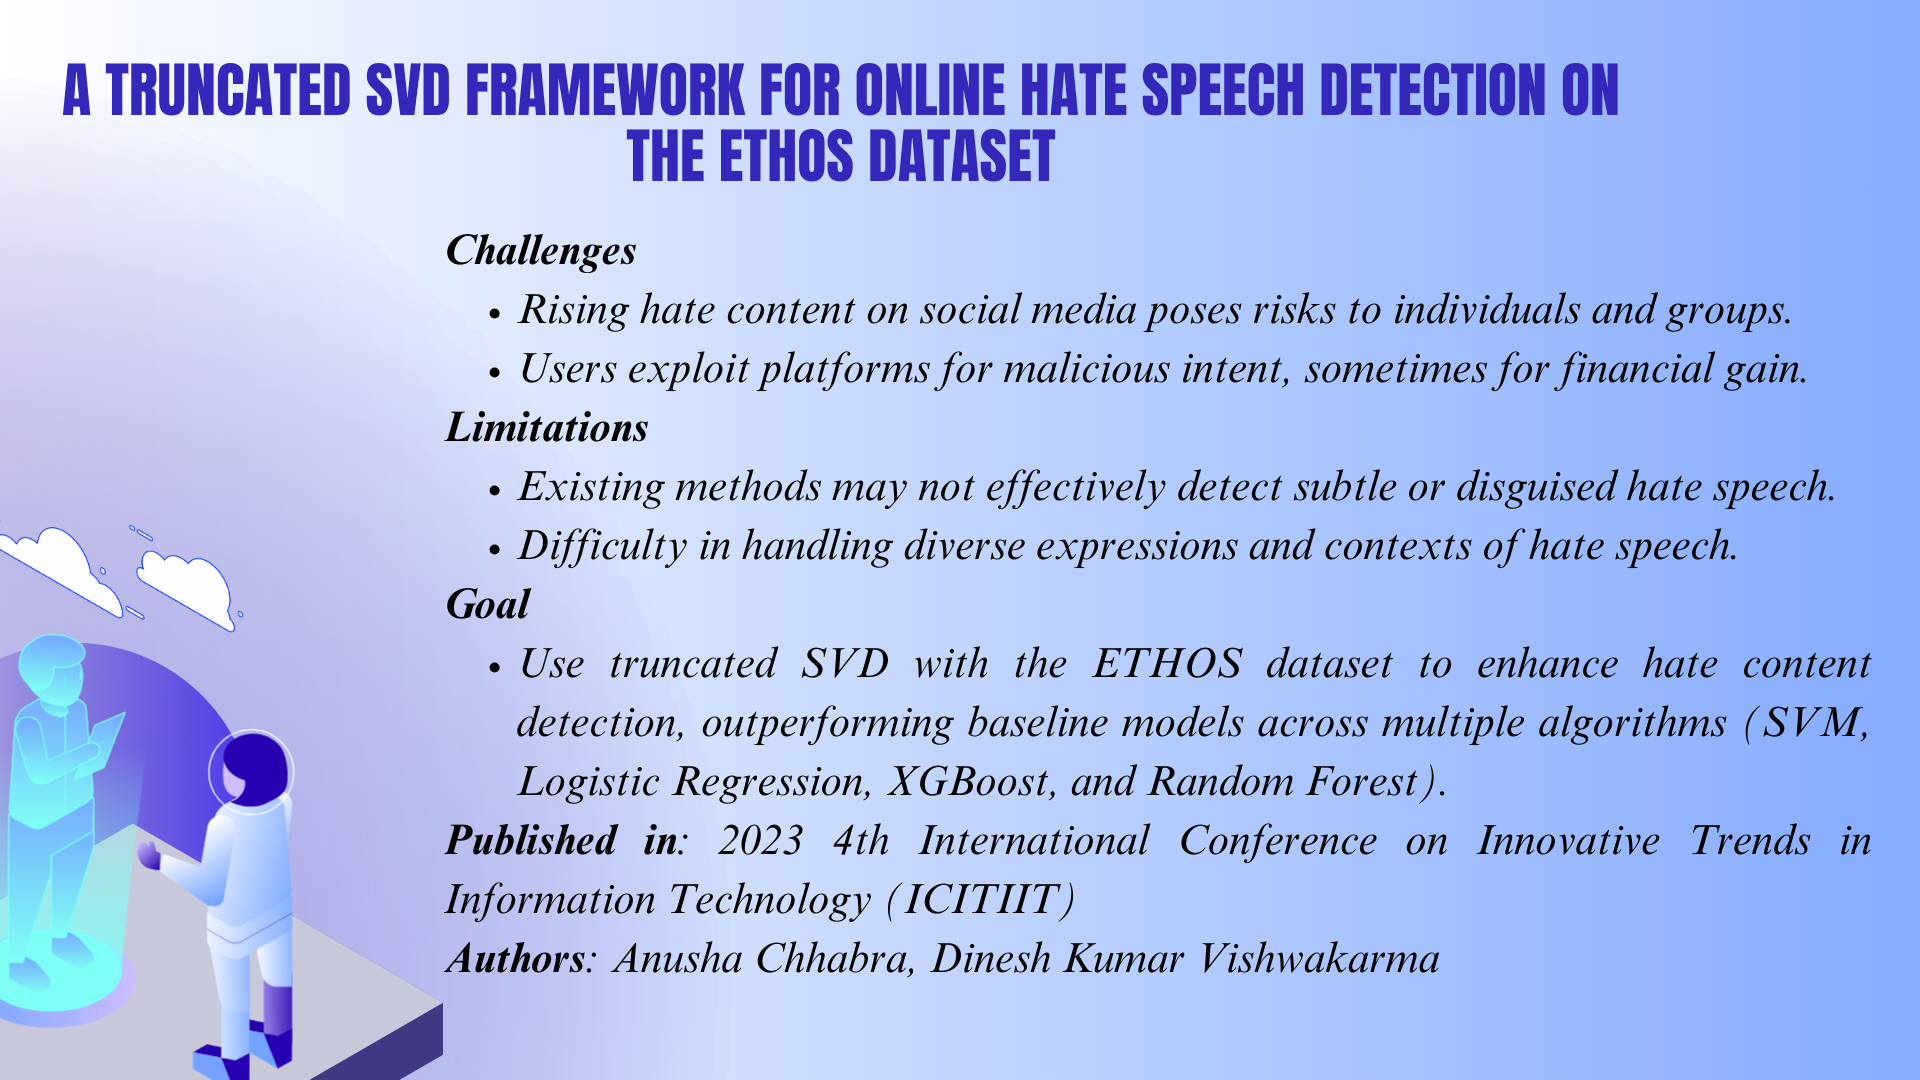 A TRUNCATED SVD FRAMEWORK FOR ONLINE HATE SPEECH DETECTION ON
THE ETHOS DATASET
Challenges
• Rising hate content on social media poses risks to individuals and groups.
• Users exploit platforms for malicious intent, sometimes for financial gain.
Limitations
• Existing methods may not effectively detect subtle or disguised hate speech.
• Difficulty in handling diverse expressions and contexts of hate speech.
Goal
• Use truncated SVD with the ETHOS dataset to enhance hate content
detection, outperforming baseline models across multiple algorithms (SVM,
Logistic Regression, XGBoost, and Random Forest).
Published in: 2023 4th International Conference on Innovative Trends in
Information Technology (ICITIIT)
Authors: Anusha Chhabra, Dinesh Kumar Vishwakarma